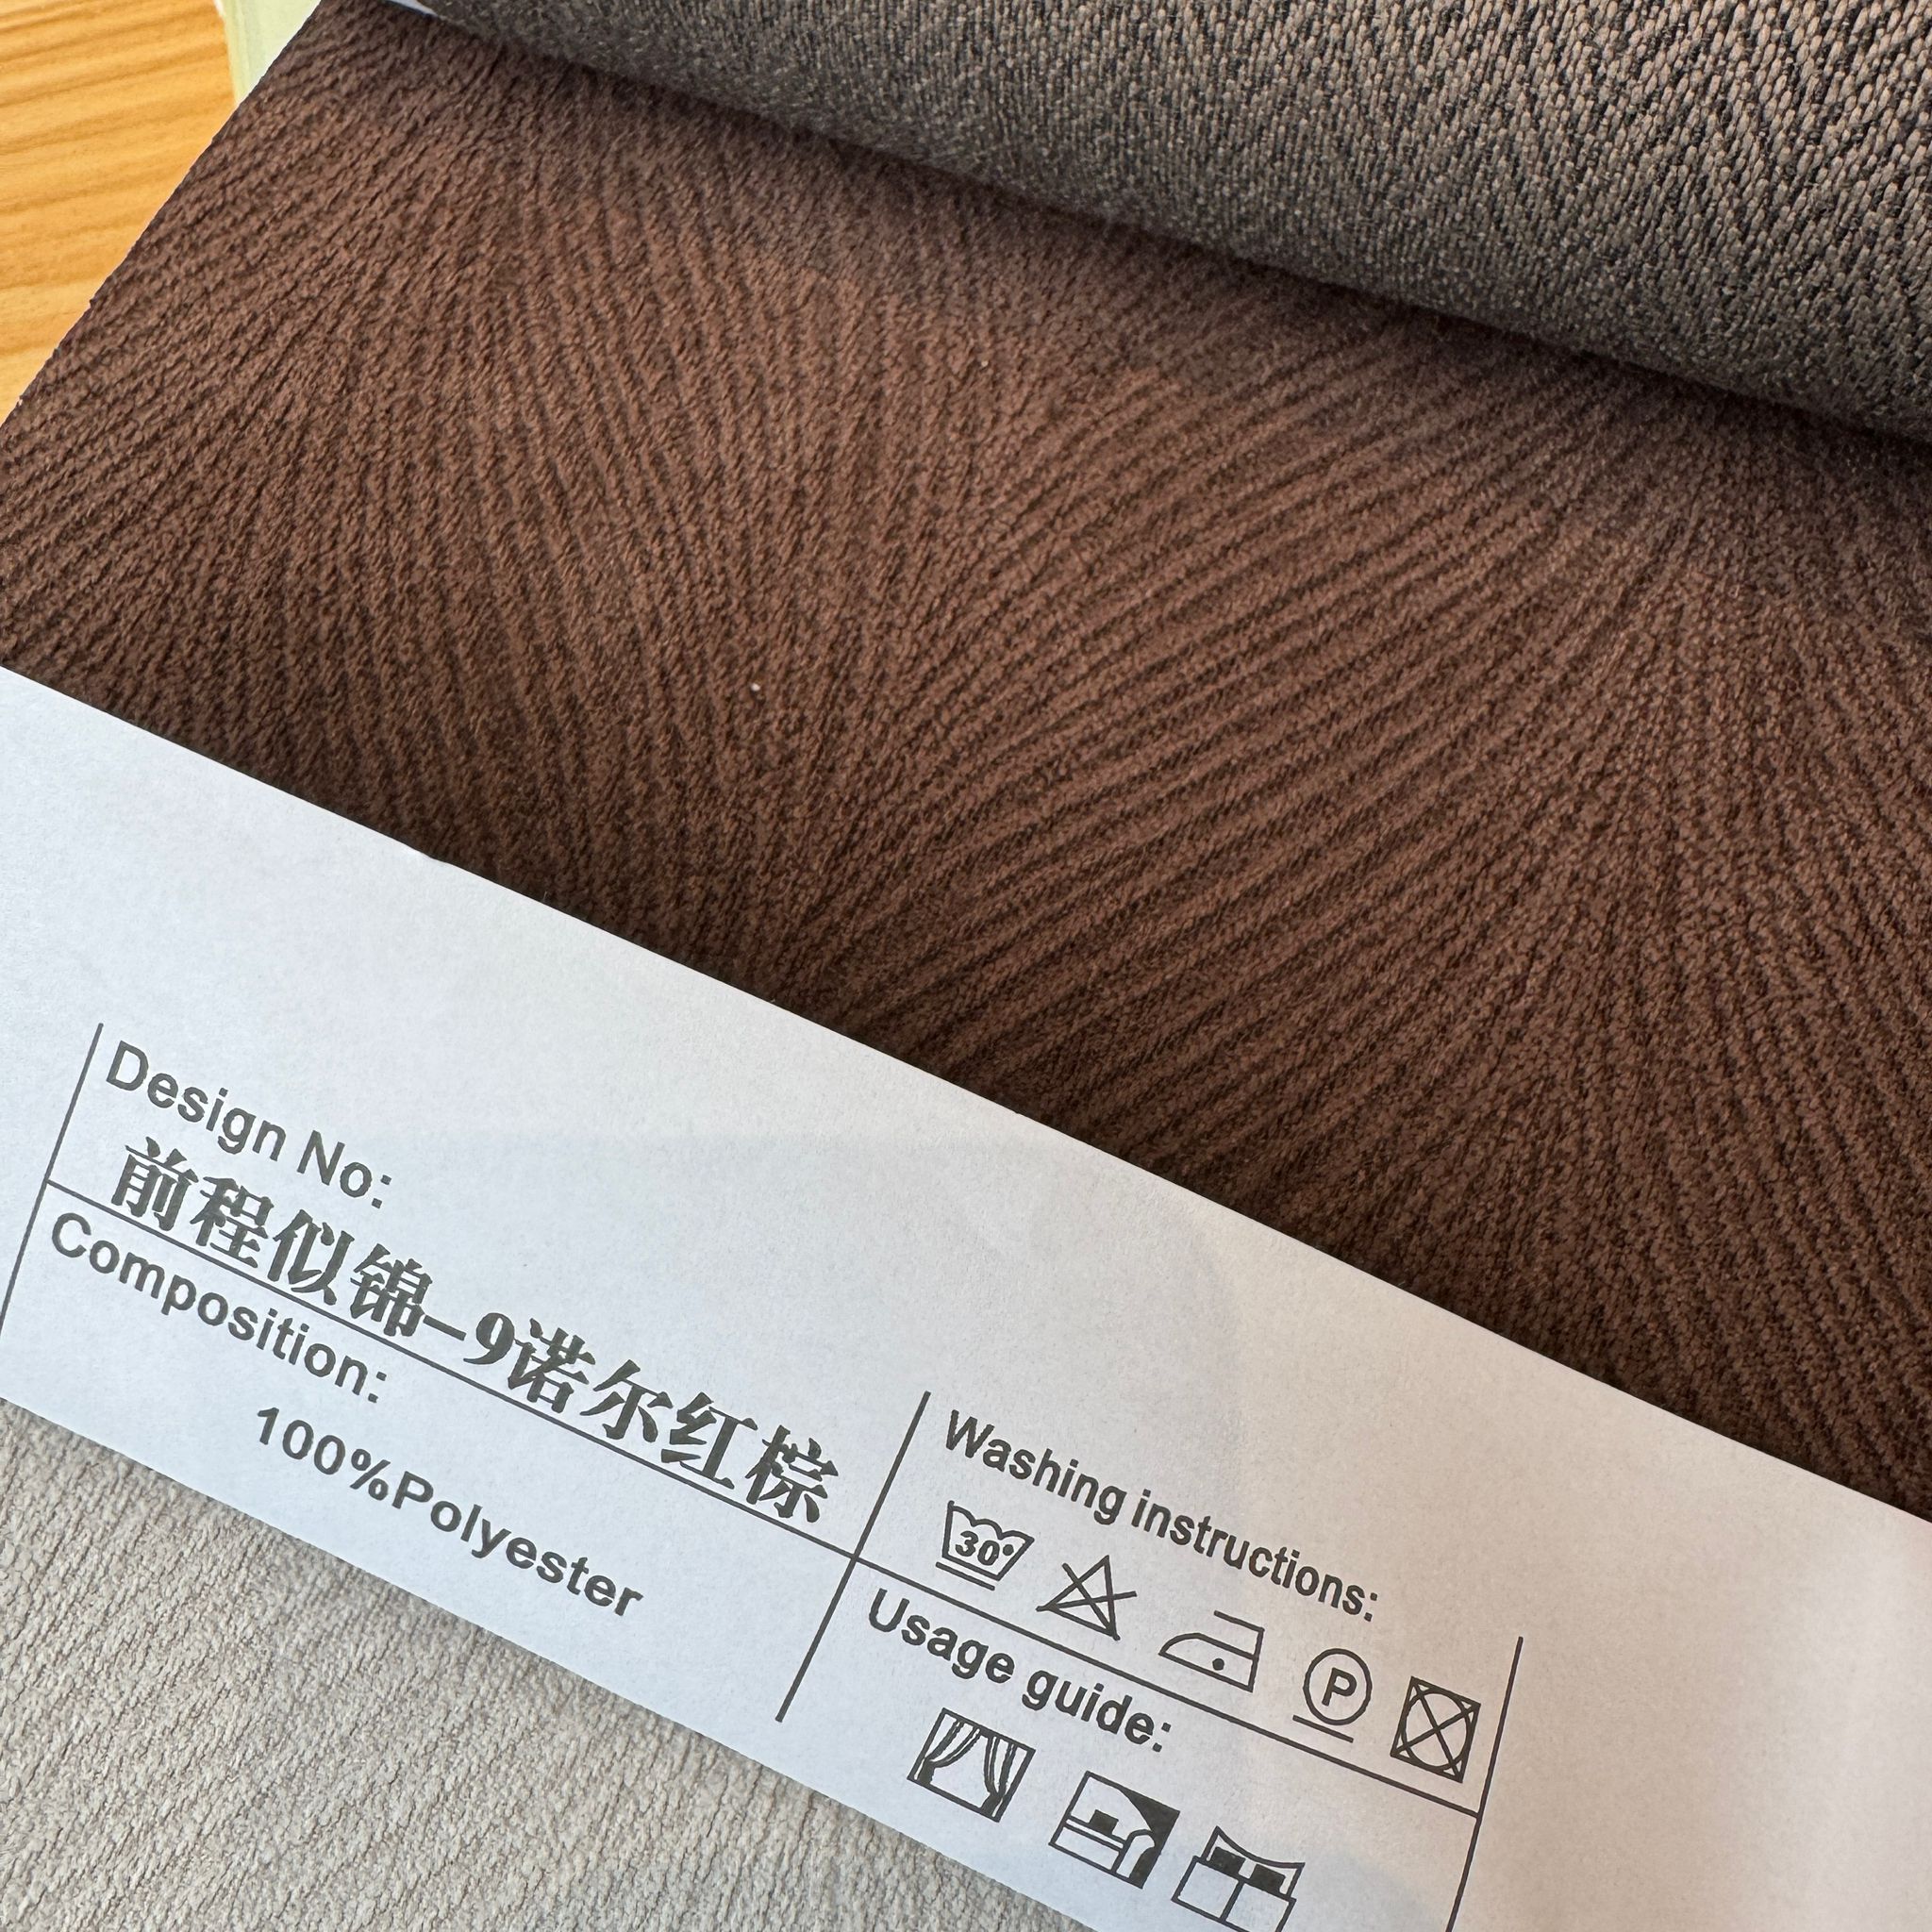 Design No:
前程似锦-9诺尔红棕
Composition:
100%Polyester
Washing instructions:
30°
P
Usage guide: